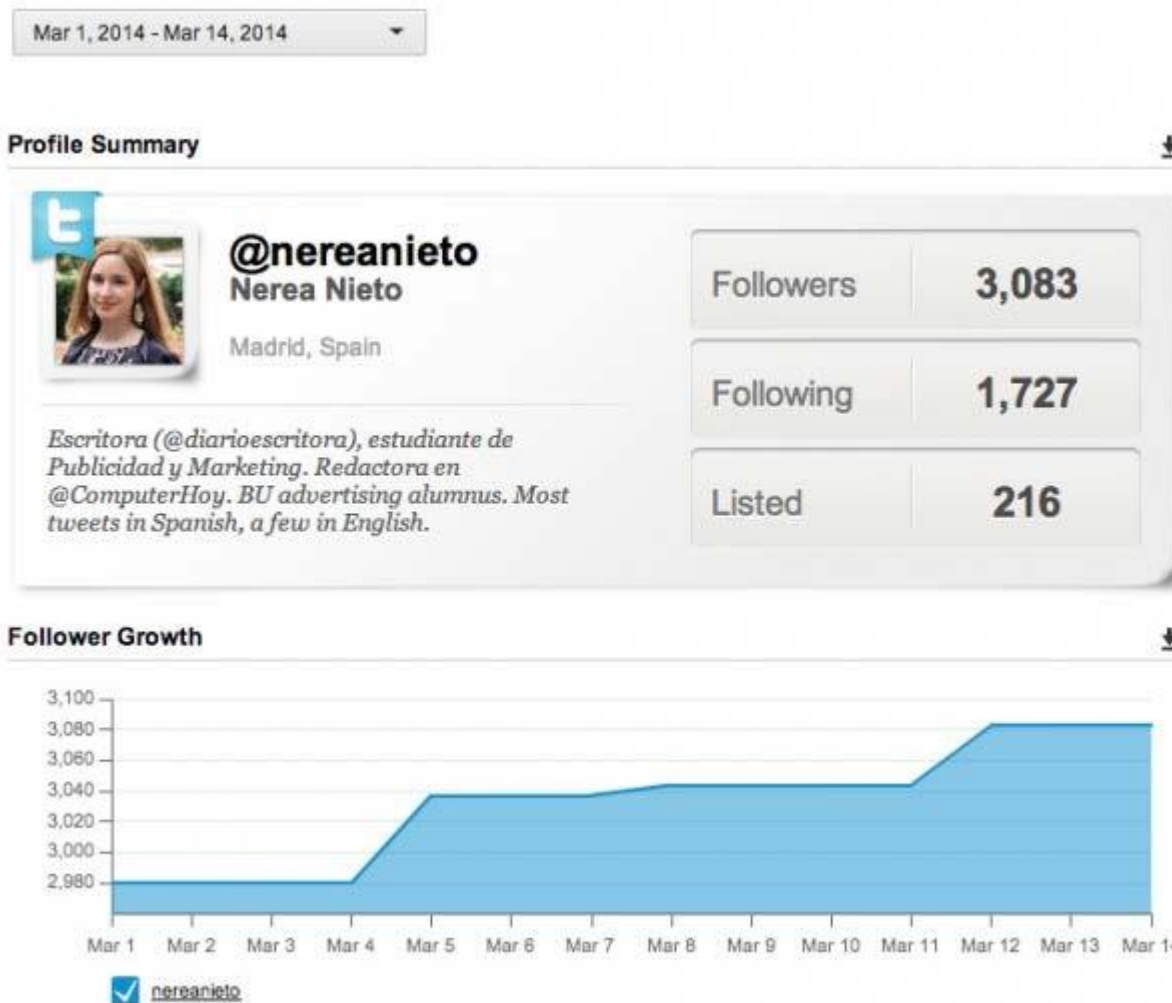 Mar 1, 2014 - Mar 14, 2014
Profile Summary
@nereanieto
Nerea Nieto
Madrid, Spain
Escritora (@diarioescritora), estudiante de
Publicidad y Marketing. Redactora en
@ComputerHoy. BU advertising alumnus. Most
tweets in Spanish, a few in English.
Followers 3,083
Following 1,727
Listed 216
Follower Growth
3,100
3,080
3,060
3,040
3,020
3,000
2,980
Mar 1 Mar 2 Mar 3 Mar 4 Mar 5 Mar 6 Mar 7 Mar 8 Mar 9 Mar 10 Mar 11 Mar 12 Mar 13 Mar 14
nereanieto